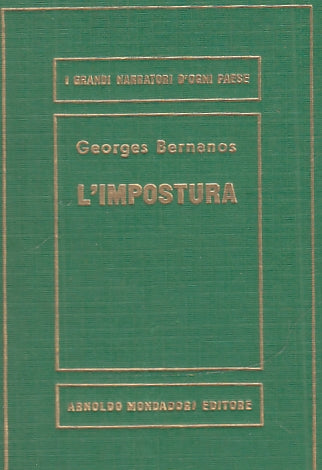 I GRANDI NARRATORI D'OGNI PAESE
Georges Bernanos
L'IMPOSTURA
ARNOLDO MONDADORI EDITORE